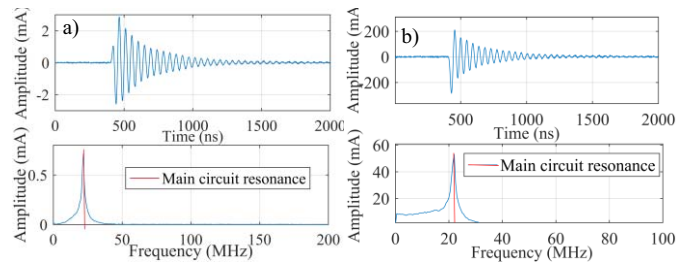 a)
Amplitude (mA)
2
0
-2
0 500 1000 1500 2000
Time (ns)
Amplitude (mA)
0.5
0
Main circuit resonance
0 50 100 150 200
Frequency (MHz)
b)
Amplitude (mA)
200
0
200
0 500 1000 1500 2000
Time (ns)
Amplitude (mA)
60
40
20
Main circuit resonance
0 20 40 60 80 100
Frequency (MHz)